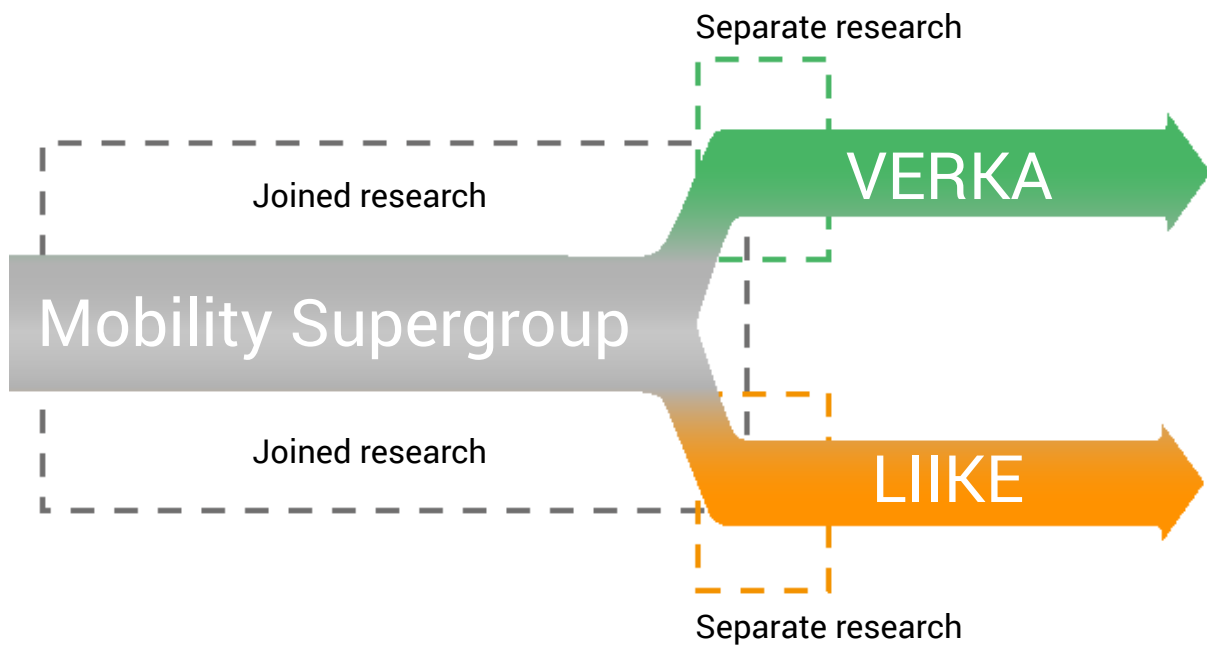 Separate research
VERKA
Joined research
Mobility Supergroup
Joined research
LIIKE
Separate research